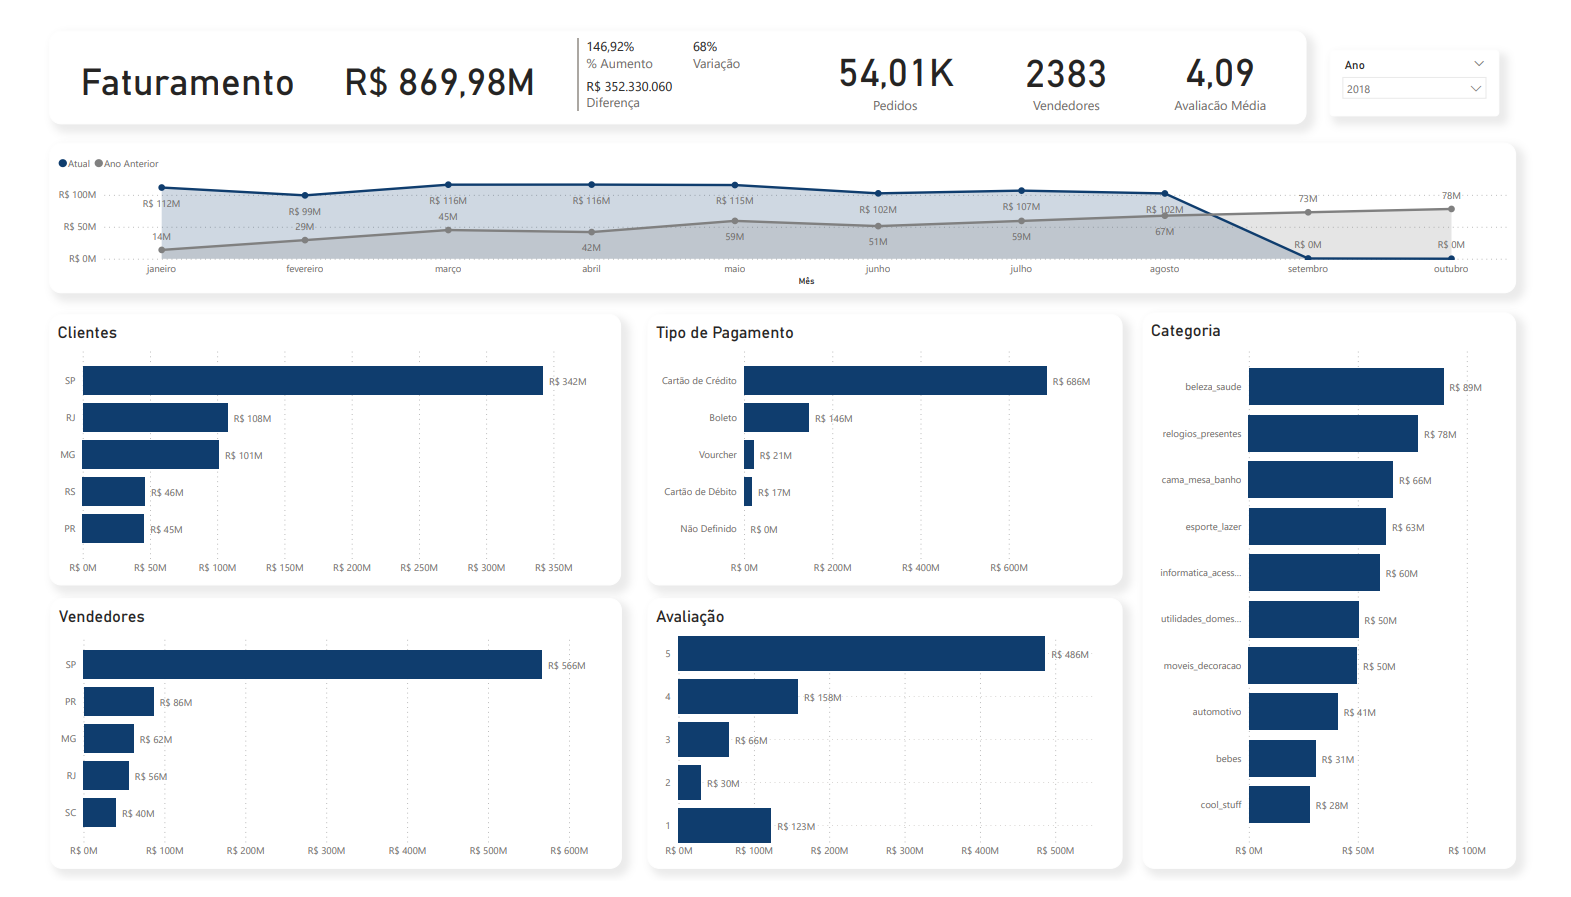 Faturamento
R$ 869,98M
146,92%
% Aumento
68%
Variação
R$ 352.330.060
Diferença
54,01K
Pedidos
2383
Vendedores
4,09
Avaliacão Média
Ano
2018
Atual
Ano Anterior
R$ 100M
R$ 50M
R$ 0M
R$ 112M
R$ 99M
R$ 116M
R$ 116M
R$ 115M
R$ 102M
R$ 107M
R$ 102M
R$ 0M
R$ 0M
14M
29M
45M
42M
59M
51M
59M
67M
73M
78M
janeiro
fevereiro
março
abril
maio
junho
julho
agosto
setembro
outubro
Mês
Clientes
SP
R$ 342M
RJ
R$ 108M
MG
R$ 101M
RS
R$ 46M
PR
R$ 45M
R$ 0M
R$ 50M
R$ 100M
R$ 150M
R$ 200M
R$ 250M
R$ 300M
R$ 350M
Tipo de Pagamento
Cartão de Crédito
R$ 686M
Boleto
R$ 146M
Vourcher
R$ 21M
Cartão de Débito
R$ 17M
Não Definido
R$ 0M
R$ 0M
R$ 200M
R$ 400M
R$ 600M
Categoria
beleza_saude
R$ 89M
relogios_presentes
R$ 78M
cama_mesa_banho
R$ 66M
esporte_lazer
R$ 63M
informatica_acess...
R$ 60M
utilidades_domes...
R$ 50M
moveis_decoracao
R$ 50M
automotivo
R$ 41M
bebes
R$ 31M
cool_stuff
R$ 28M
R$ 0M
R$ 50M
R$ 100M
Vendedores
SP
R$ 566M
PR
R$ 86M
MG
R$ 62M
RJ
R$ 56M
SC
R$ 40M
R$ 0M
R$ 100M
R$ 200M
R$ 300M
R$ 400M
R$ 500M
R$ 600M
Avaliação
5
R$ 486M
4
R$ 158M
3
R$ 66M
2
R$ 30M
1
R$ 123M
R$ 0M
R$ 100M
R$ 200M
R$ 300M
R$ 400M
R$ 500M